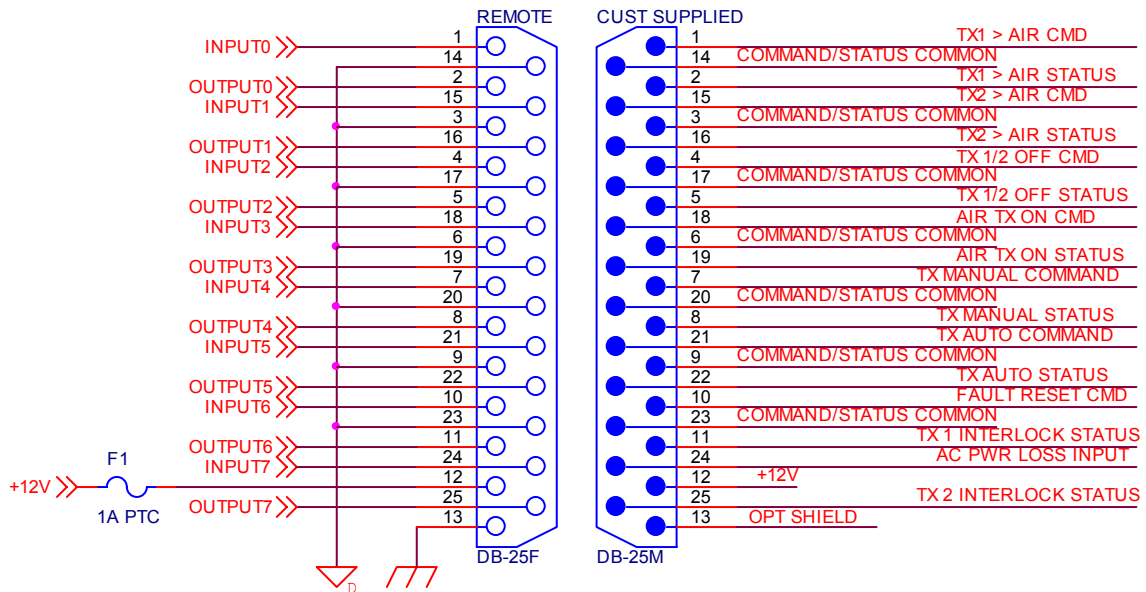 REMOTE
CUST SUPPLIED
INPUT0 1
14
OUTPUT0 2
INPUT1 15
3
OUTPUT1 16
INPUT2 4
17
OUTPUT2 5
INPUT3 18
6
OUTPUT3 19
INPUT4 7
20
OUTPUT4 8
INPUT5 21
9
OUTPUT5 22
INPUT6 10
23
OUTPUT6 11
INPUT7 24
F1
+12V 12
1A PTC
OUTPUT7 25
13
DB-25F
D
1 TX1 > AIR CMD
14 COMMAND/STATUS COMMON
2 TX1 > AIR STATUS
15 TX2 > AIR CMD
3 COMMAND/STATUS COMMON
16 TX2 > AIR STATUS
4 TX 1/2 OFF CMD
17 COMMAND/STATUS COMMON
5 TX 1/2 OFF STATUS
18 AIR TX ON CMD
6 COMMAND/STATUS COMMON
19 AIR TX ON STATUS
7 TX MANUAL COMMAND
20 COMMAND/STATUS COMMON
8 TX MANUAL STATUS
21 TX AUTO COMMAND
9 COMMAND/STATUS COMMON
22 TX AUTO STATUS
10 FAULT RESET CMD
23 COMMAND/STATUS COMMON
11 TX 1 INTERLOCK STATUS
24 AC PWR LOSS INPUT
12 +12V
25 TX 2 INTERLOCK STATUS
13 OPT SHIELD
DB-25M